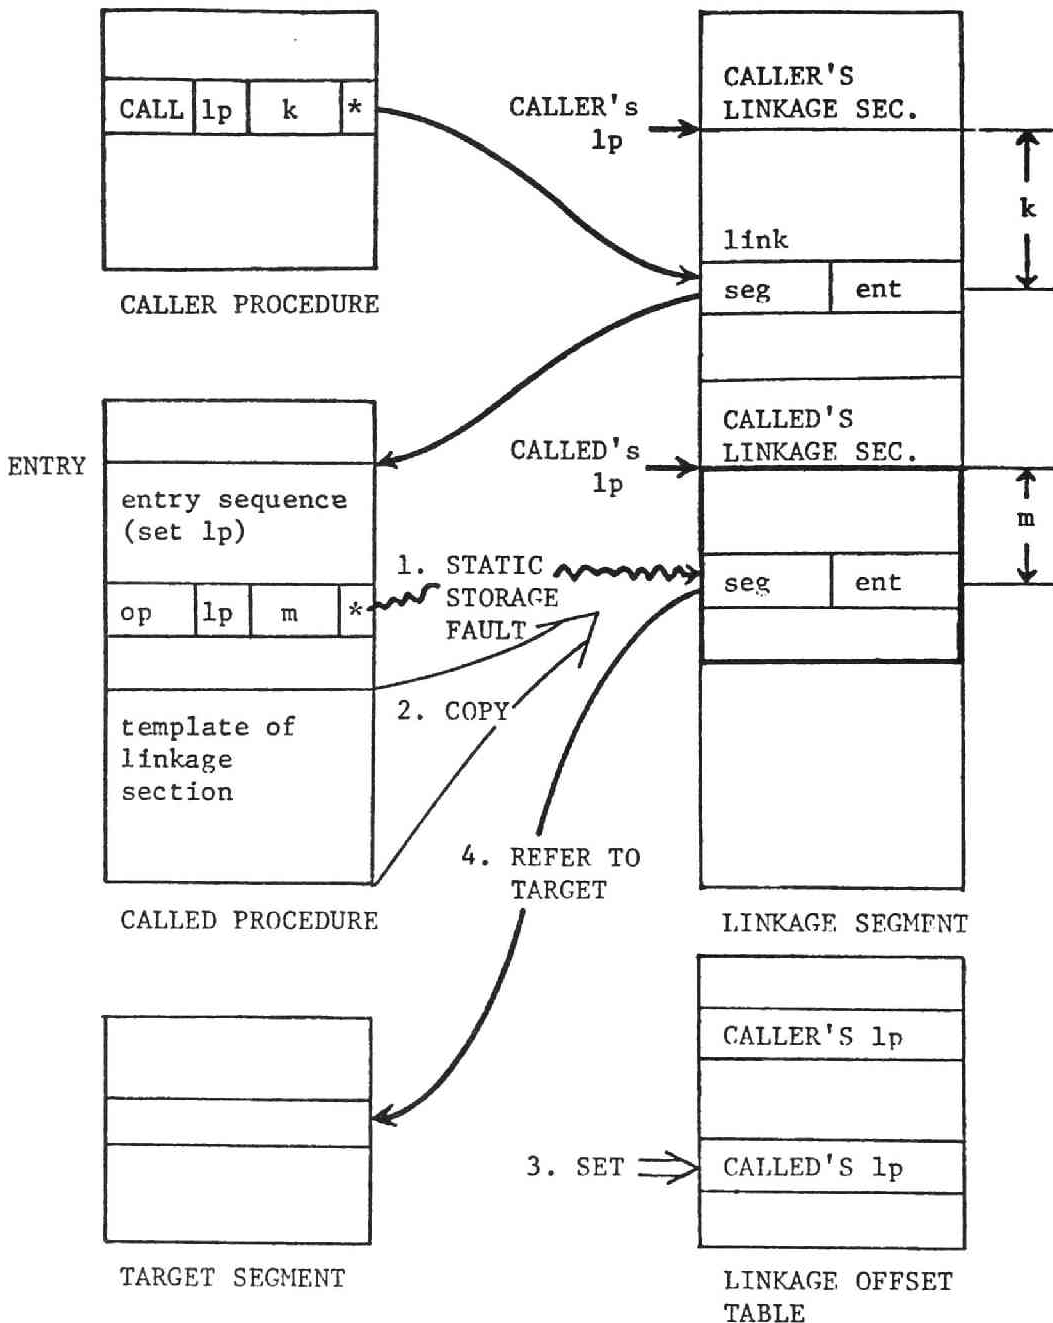 CALL lp k *
CALLER PROCEDURE
CALLER's
lp
CALLER'S
LINKAGE SEC.
k
link
seg ent
CALLED's
lp
CALLED'S
LINKAGE SEC.
m
seg ent
ENTRY
entry sequence
(set lp)
op lp m *
1. STATIC
STORAGE
FAULT
2. COPY
template of
linkage
section
CALLED PROCEDURE
4. REFER TO
TARGET
LINKAGE SEGMENT
TARGET SEGMENT
CALLER'S lp
3. SET
CALLED'S lp
LINKAGE OFFSET
TABLE